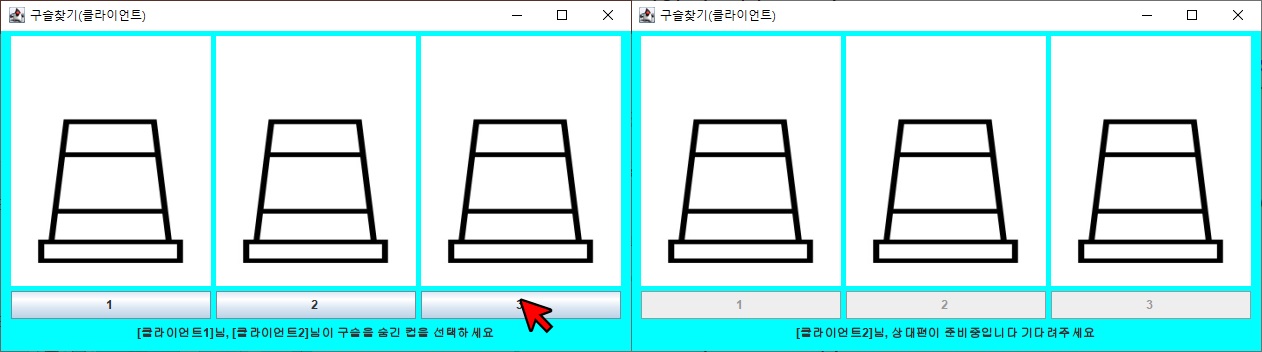 구슬찾기(클라이언트)
1 2 3
[클라이언트1]님, [클라이언트2]님이 구슬을 숨긴 컵을 선택하세요
구슬찾기(클라이언트)
1 2 3
[클라이언트2]님, 상대편이 준비중입니다 기다려주세요